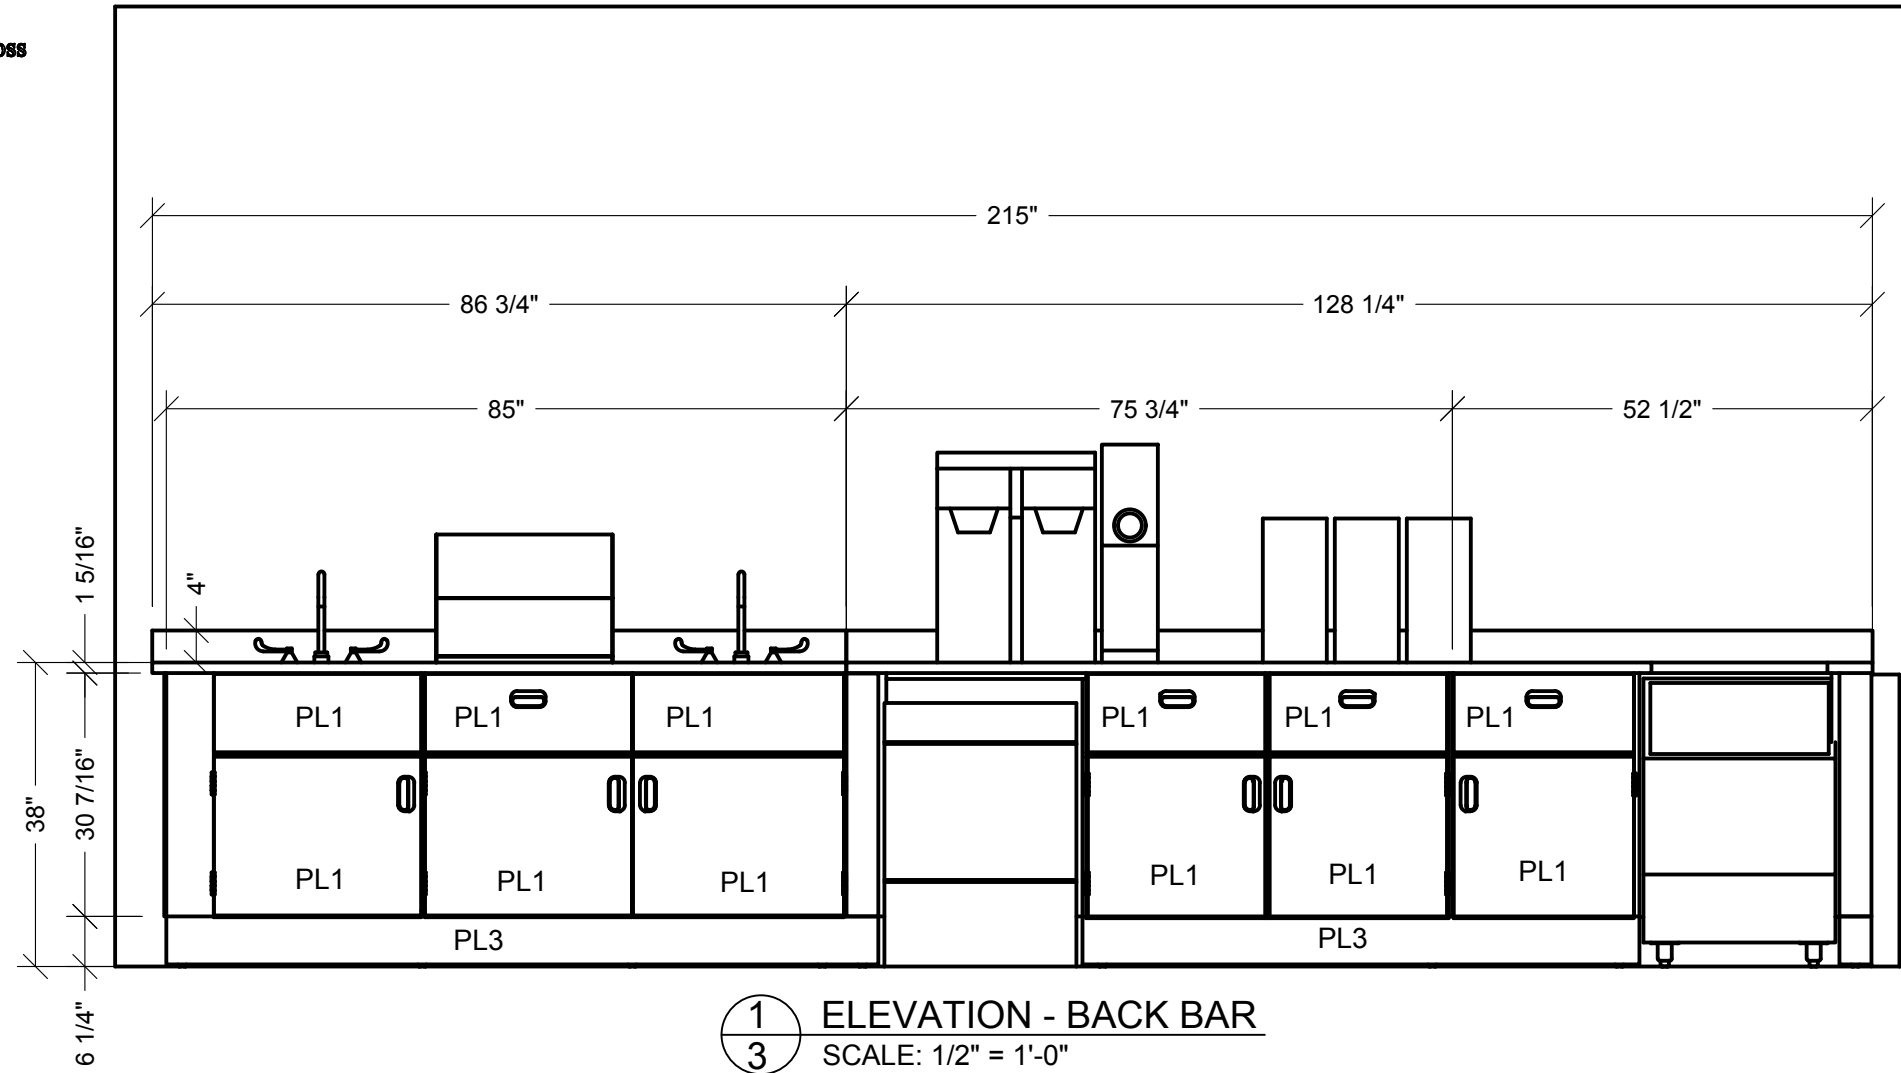 215"
86 3/4"
128 1/4"
85"
75 3/4"
52 1/2"
1 5/16"
4"
38"
30 7/16"
6 1/4"
PL1
PL1
PL1
PL1
PL1
PL1
PL1
PL1
PL1
PL1
PL1
PL1
PL3
PL3
1
3
ELEVATION - BACK BAR
SCALE: 1/2" = 1'-0"